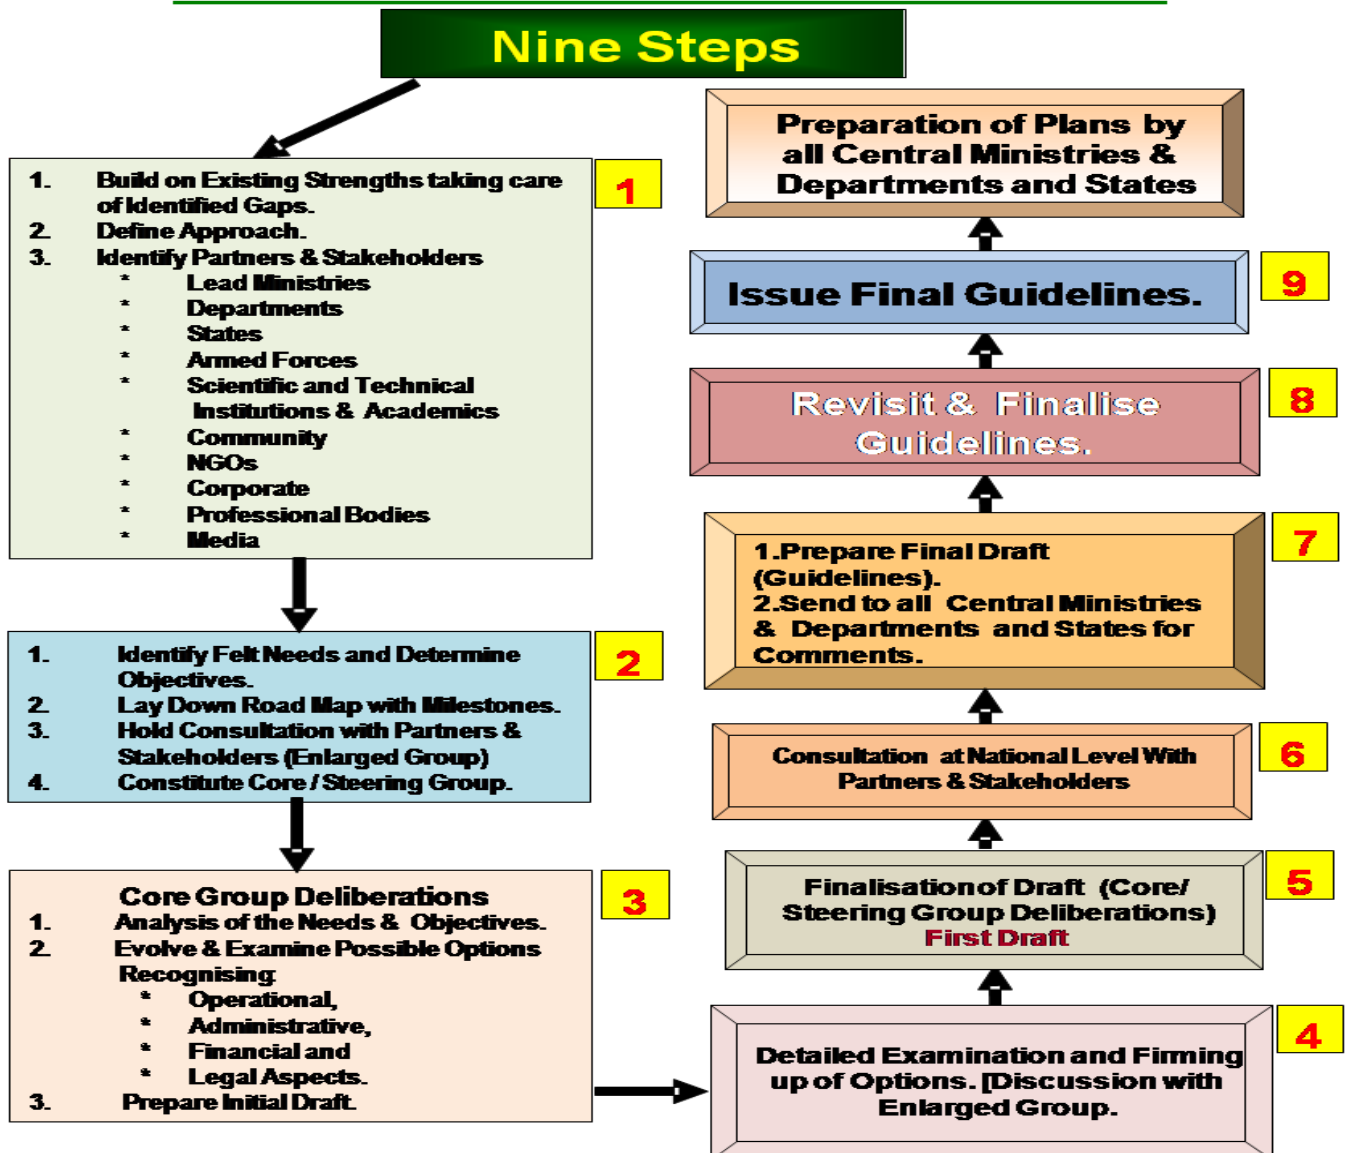 Nine Steps
1. Build on Existing Strengths taking care
of Identified Gaps.
2. Define Approach.
3. Identify Partners & Stakeholders
* Lead Ministries
* Departments
* States
* Armed Forces
* Scientific and Technical
Institutions & Academics
* Community
* NGOs
* Corporate
* Professional Bodies
* Media
1
1. Identify Felt Needs and Determine
Objectives.
2. Lay Down Road Map with Milestones.
3. Hold Consultation with Partners &
Stakeholders (Enlarged Group)
4. Constitute Core / Steering Group.
2
Core Group Deliberations
1. Analysis of the Needs & Objectives.
2. Evolve & Examine Possible Options
Recognising:
* Operational,
* Administrative,
* Financial and
* Legal Aspects.
3. Prepare Initial Draft.
3
Detailed Examination and Firming
up of Options. [Discussion with
Enlarged Group.
4
Finalisation of Draft (Core/
Steering Group Deliberations)
First Draft
5
Consultation at National Level With
Partners & Stakeholders
6
1.Prepare Final Draft
(Guidelines).
2.Send to all Central Ministries
& Departments and States for
Comments.
7
Revisit & Finalise
Guidelines.
8
Issue Final Guidelines.
9
Preparation of Plans by
all Central Ministries &
Departments and States